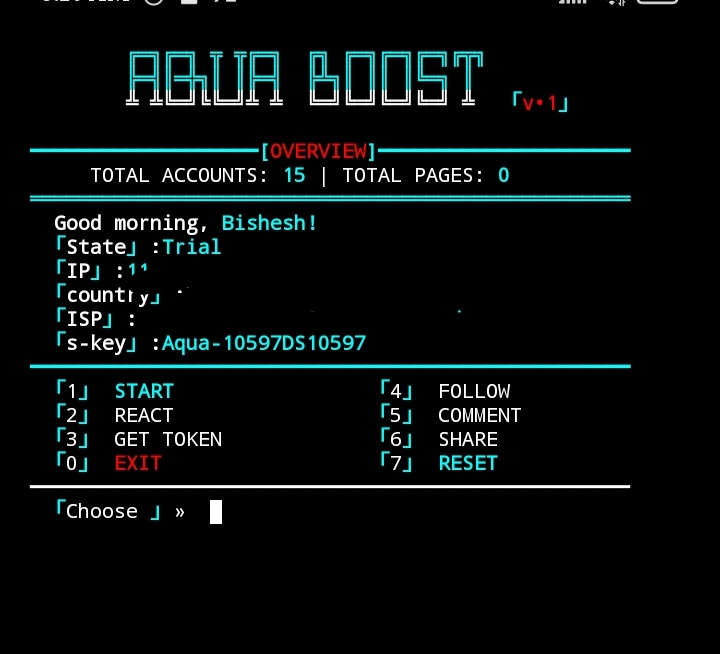 AQUA BOOST 「v•1」
[OVERVIEW]
TOTAL ACCOUNTS: 15 | TOTAL PAGES: 0
Good morning, Bishesh!
「State」 :Trial
「IP」 :
「country」
「ISP」 :
「s-key」 :Aqua-10597DS10597
「1」 START 「4」 FOLLOW
「2」 REACT 「5」 COMMENT
「3」 GET TOKEN 「6」 SHARE
「0」 EXIT 「7」 RESET
「Choose 」 »